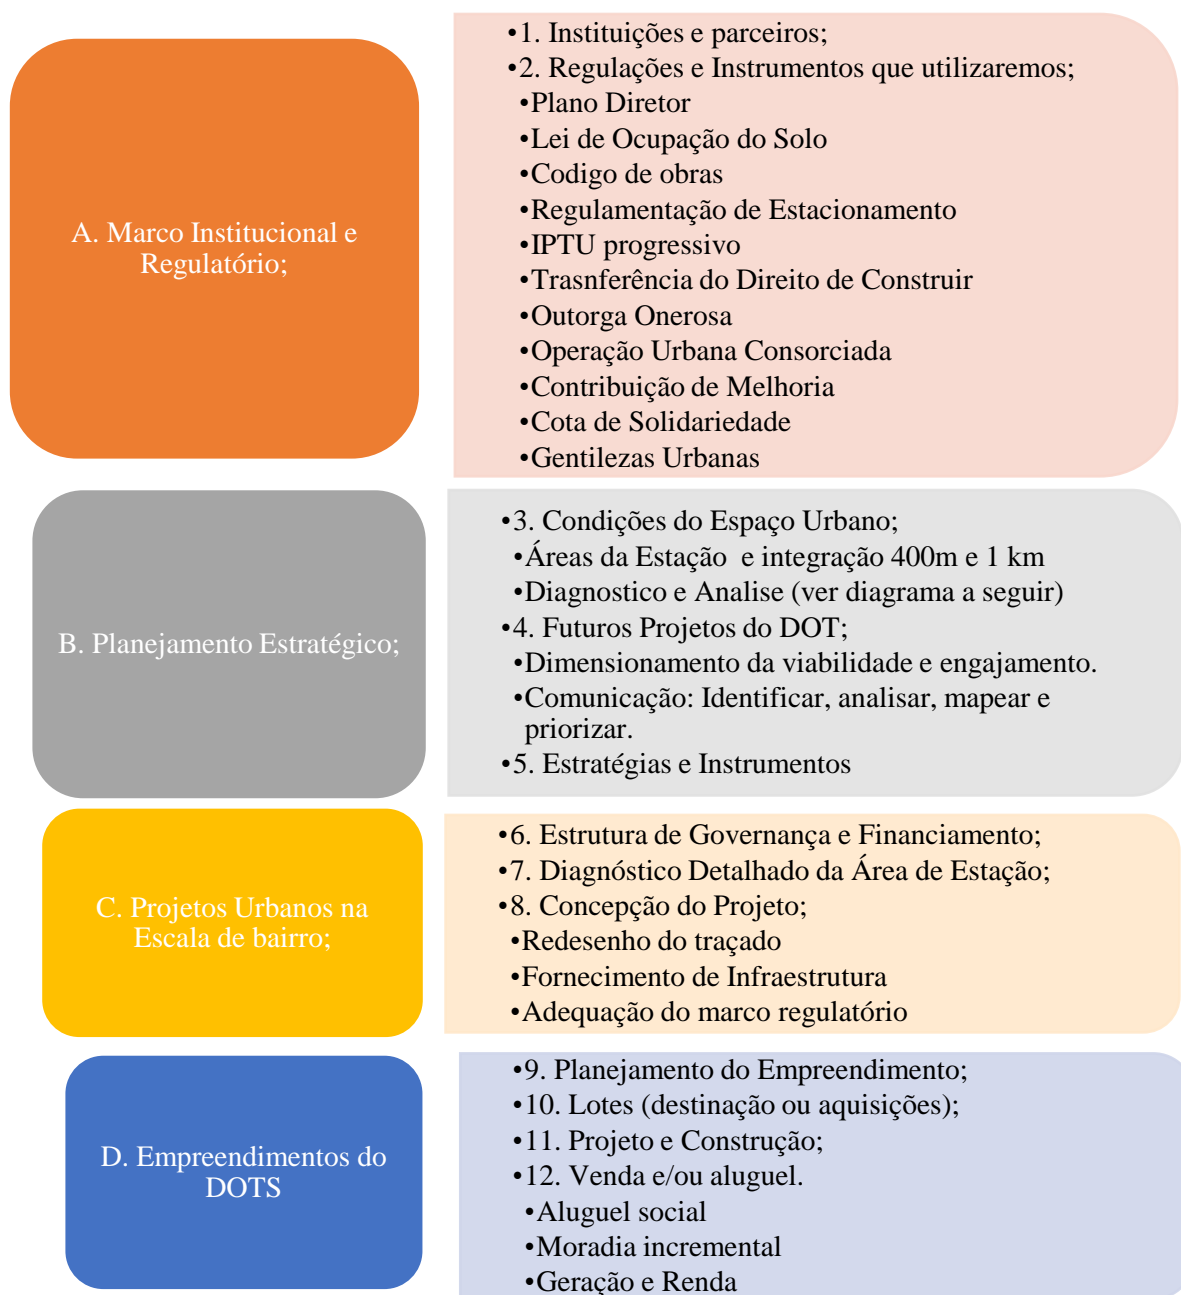 A. Marco Institucional e
Regulatório;
•1. Instituições e parceiros;
•2. Regulações e Instrumentos que utilizaremos;
•Plano Diretor
•Lei de Ocupação do Solo
•Codigo de obras
•Regulamentação de Estacionamento
•IPTU progressivo
•Trasnferência do Direito de Construir
•Outorga Onerosa
•Operação Urbana Consorciada
•Contribuição de Melhoria
•Cota de Solidariedade
•Gentilezas Urbanas
B. Planejamento Estratégico;
•3. Condições do Espaço Urbano;
•Áreas da Estação e integração 400m e 1 km
•Diagnostico e Analise (ver diagrama a seguir)
•4. Futuros Projetos do DOT;
•Dimensionamento da viabilidade e engajamento.
•Comunicação: Identificar, analisar, mapear e
priorizar.
•5. Estratégias e Instrumentos
C. Projetos Urbanos na
Escala de bairro;
•6. Estrutura de Governança e Financiamento;
•7. Diagnóstico Detalhado da Área de Estação;
•8. Concepção do Projeto;
•Redesenho do traçado
•Fornecimento de Infraestrutura
•Adequação do marco regulatório
D. Empreendimentos do
DOTS
•9. Planejamento do Empreendimento;
•10. Lotes (destinação ou aquisições);
•11. Projeto e Construção;
•12. Venda e/ou aluguel.
•Aluguel social
•Moradia incremental
•Geração e Renda